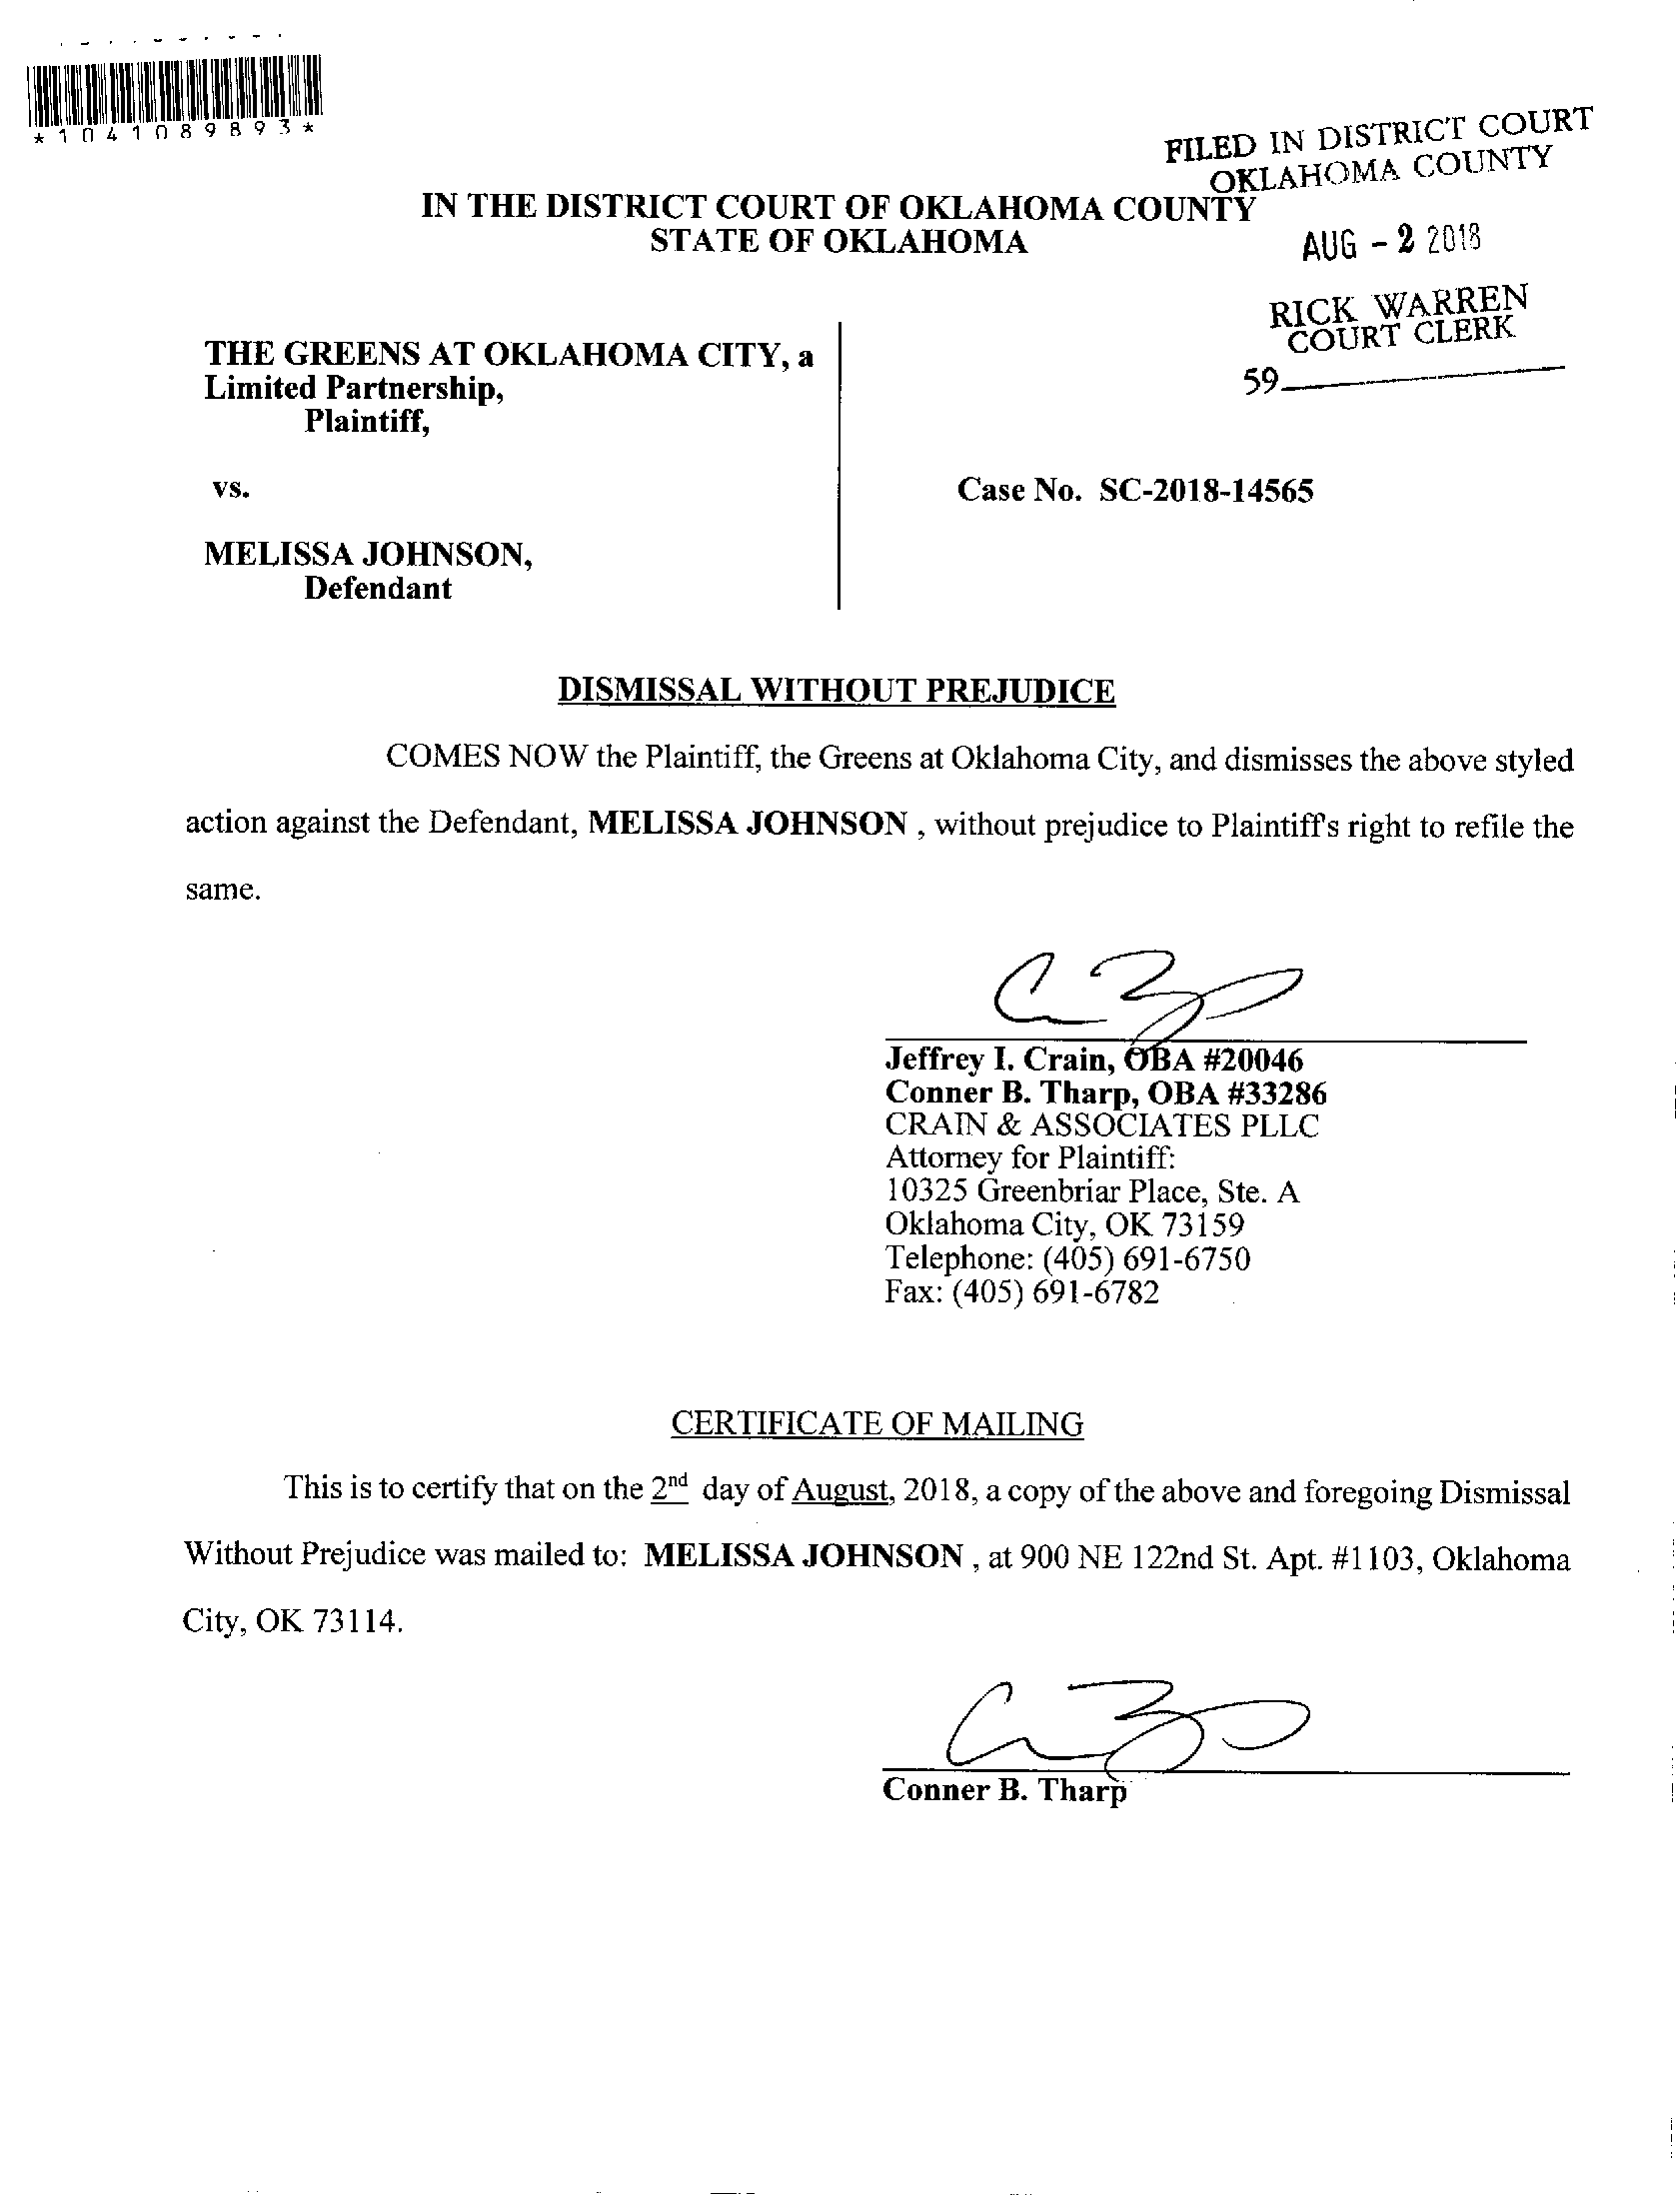 *1041089893*
FILED IN DISTRICT COURT
OKLAHOMA COUNTY
IN THE DISTRICT COURT OF OKLAHOMA COUNTY
STATE OF OKLAHOMA
AUG - 2 2018
RICK WARREN
COURT CLERK
59
THE GREENS AT OKLAHOMA CITY, a
Limited Partnership,
Plaintiff,
vs.
Case No. SC-2018-14565
MELISSA JOHNSON,
Defendant
DISMISSAL WITHOUT PREJUDICE
COMES NOW the Plaintiff, the Greens at Oklahoma City, and dismisses the above styled
action against the Defendant, MELISSA JOHNSON , without prejudice to Plaintiff's right to refile the
same.
Jeffrey I. Crain, OBA #20046
Conner B. Tharp, OBA #33286
CRAIN & ASSOCIATES PLLC
Attorney for Plaintiff:
10325 Greenbriar Place, Ste. A
Oklahoma City, OK 73159
Telephone: (405) 691-6750
Fax: (405) 691-6782
CERTIFICATE OF MAILING
This is to certify that on the 2nd day of August, 2018, a copy of the above and foregoing Dismissal
Without Prejudice was mailed to: MELISSA JOHNSON , at 900 NE 122nd St. Apt. #1103, Oklahoma
City, OK 73114.
Conner B. Tharp